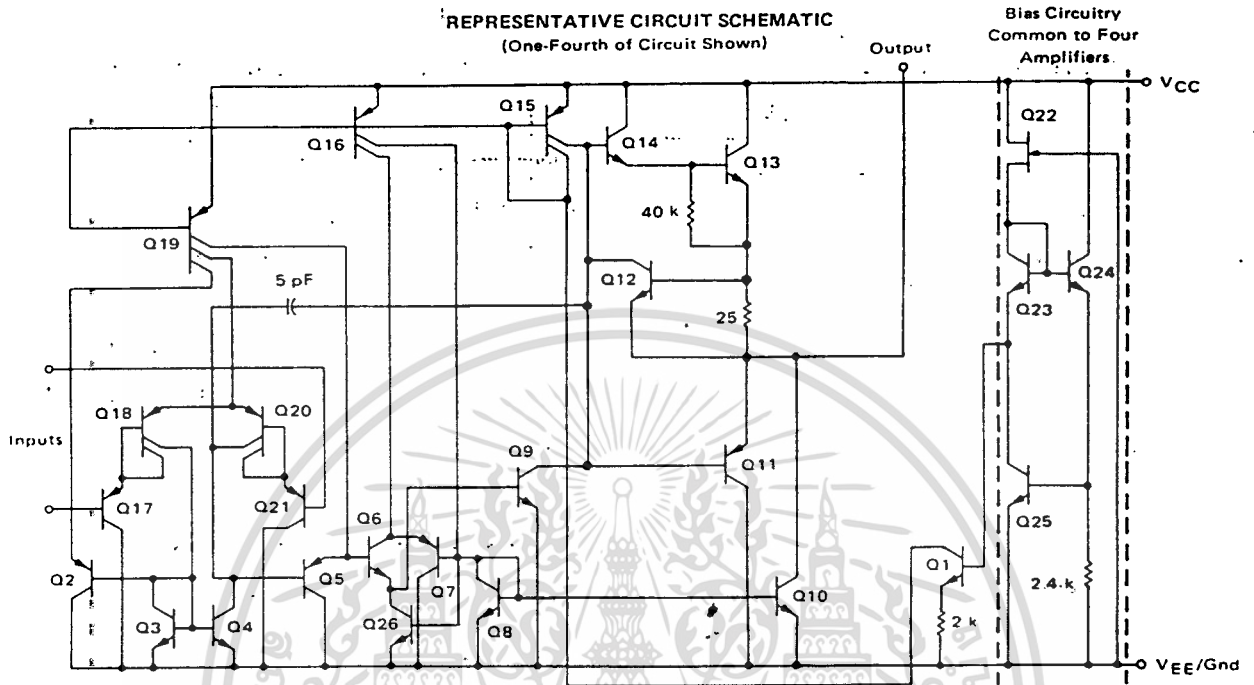 REPRESENTATIVE CIRCUIT SCHEMATIC
(One-Fourth of Circuit Shown)
Bias Circuitry
Common to Four
Amplifiers
Output
VCC
Q15
Q22
Q16
Q14
Q13
40 k
Q19
Q24
5 pF
Q12
Q23
25
Q18
Q20
Inputs
Q9
Q11
Q17
Q21
Q25
Q6
Q1
Q2
Q5
Q7
2.4 k
Q10
Q3
Q4
Q26
Q8
2 k
VEE/Gnd